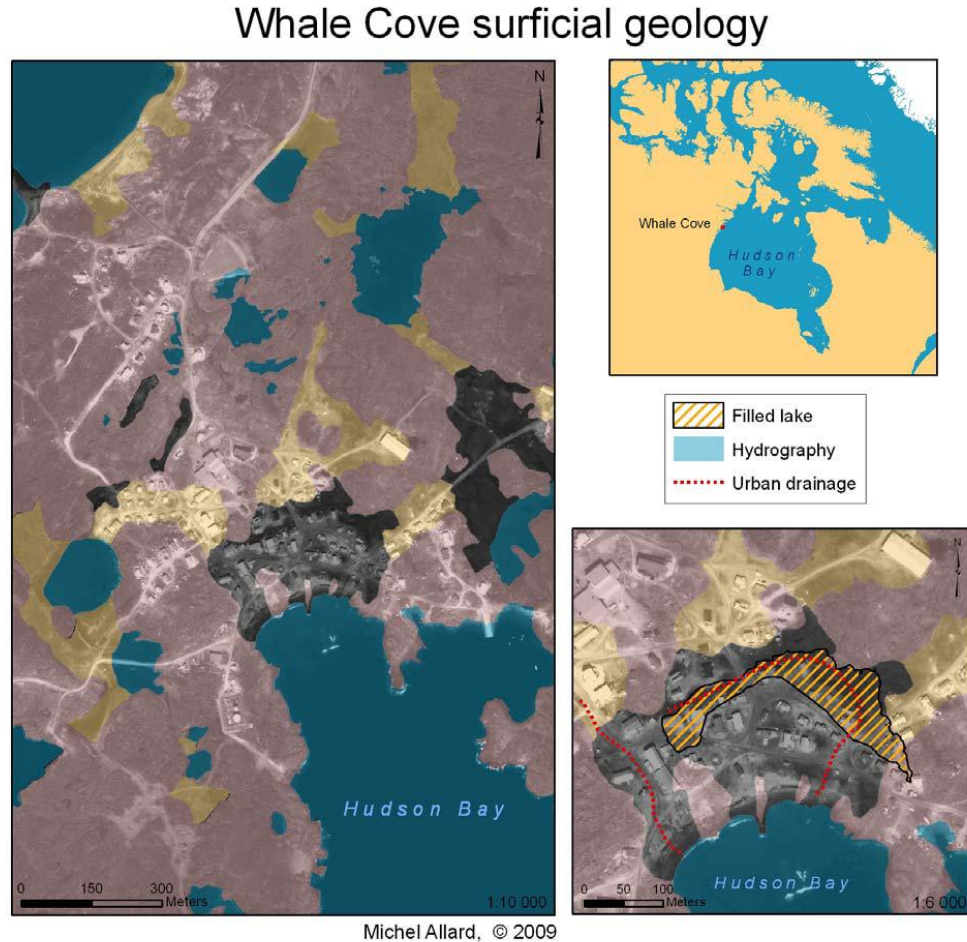 Whale Cove surficial geology
N
0 150 300
Meters
1:10 000
Hudson Bay
Whale Cove
Hudson
Bay
Filled lake
Hydrography
Urban drainage
N
0 50 100
Meters
Hudson Bay
1:6 000
Michel Allard, © 2009